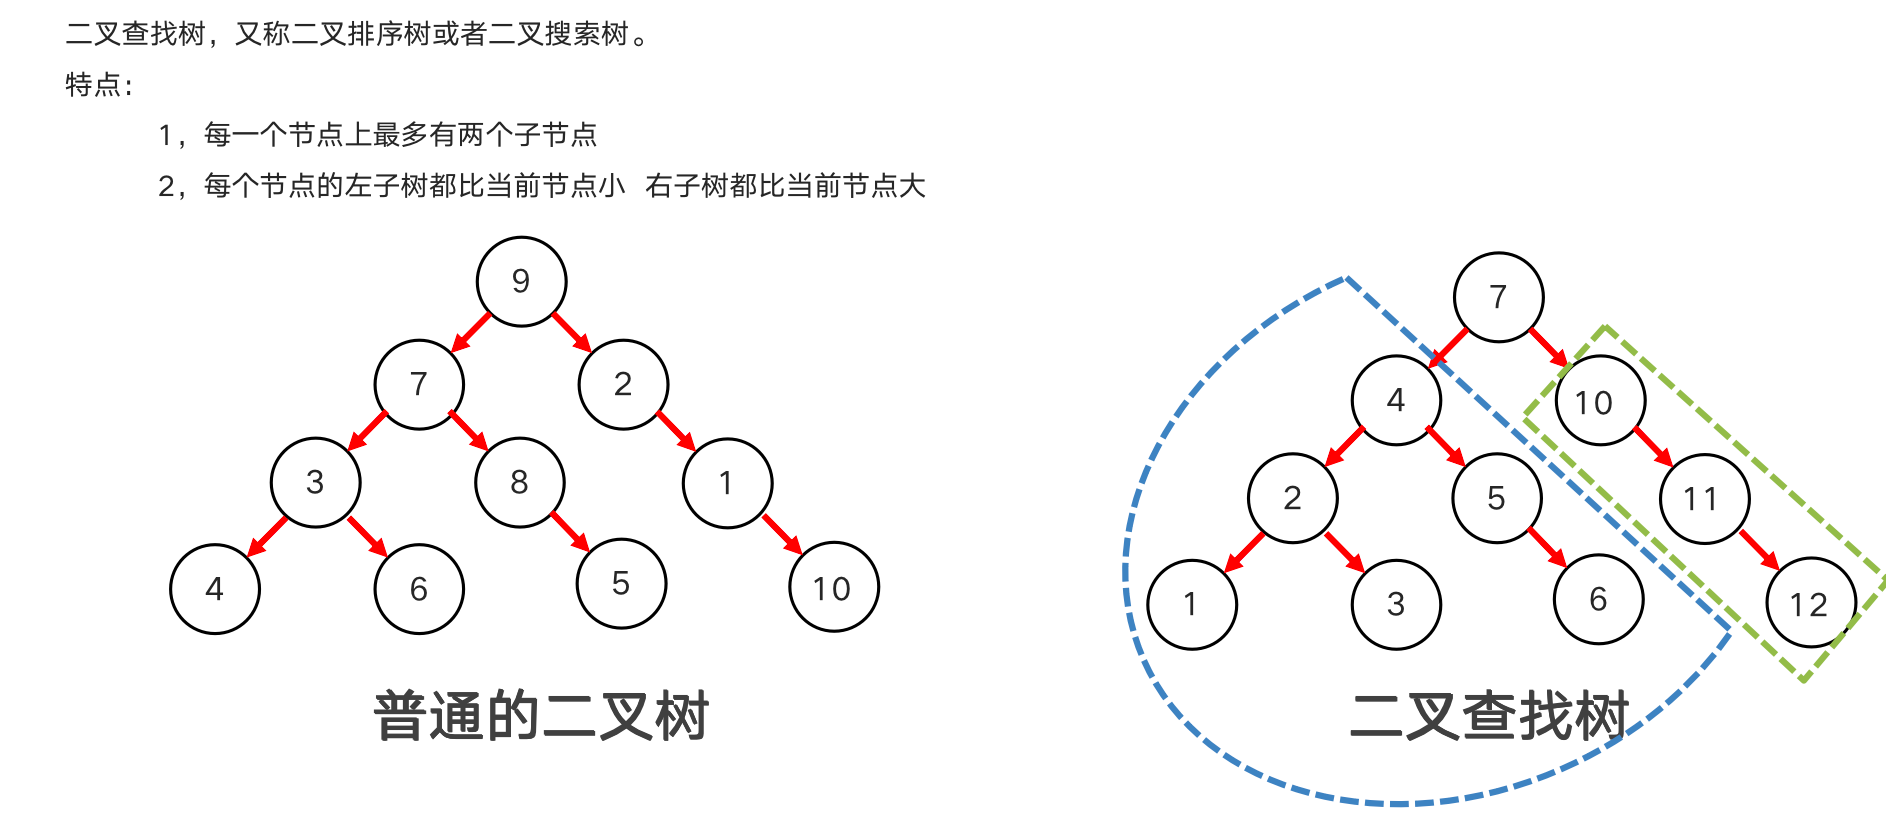 二叉查找树，又称二叉排序树或者二叉搜索树。
特点：
1，每一个节点上最多有两个子节点
2，每个节点的左子树都比当前节点小 右子树都比当前节点大
9
7 2
3 8 1
4 6 5 10
普通的二叉树
7
4 10
2 5 11
1 3 6 12
二叉查找树